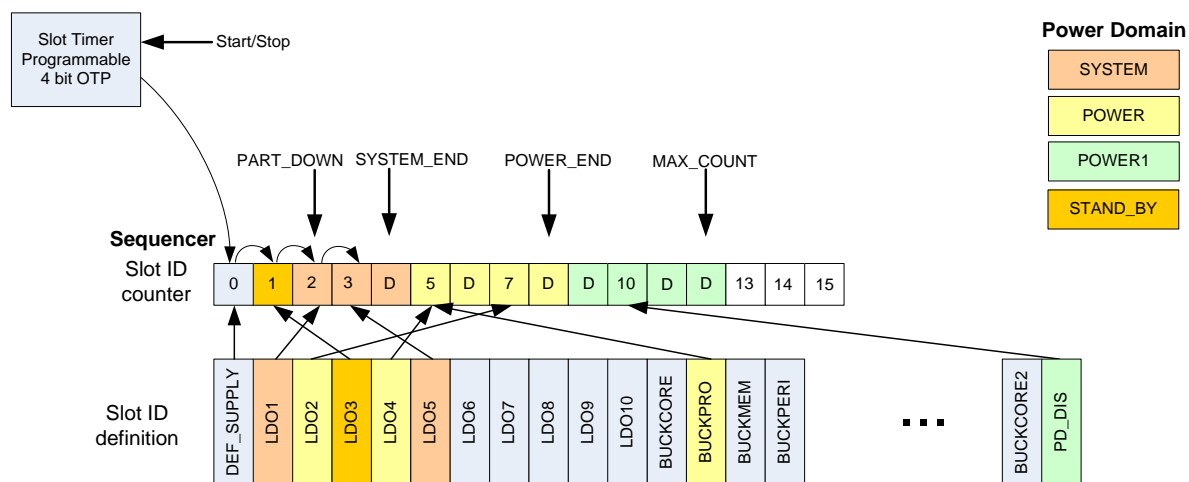 Slot Timer
Programmable
4 bit OTP
Start/Stop
Power Domain
SYSTEM
POWER
POWER1
STAND_BY
PART_DOWN
SYSTEM_END
POWER_END
MAX_COUNT
Sequencer
Slot ID
counter
0 1 2 3 D 5 D 7 D D 10 D D 13 14 15
Slot ID
definition
DEF_SUPPLY
LDO1
LDO2
LDO3
LDO4
LDO5
LDO6
LDO7
LDO8
LDO9
LDO10
BUCKCORE
BUCKPRO
BUCKMEM
BUCKPERI
...
BUCKCORE2
PD_DIS